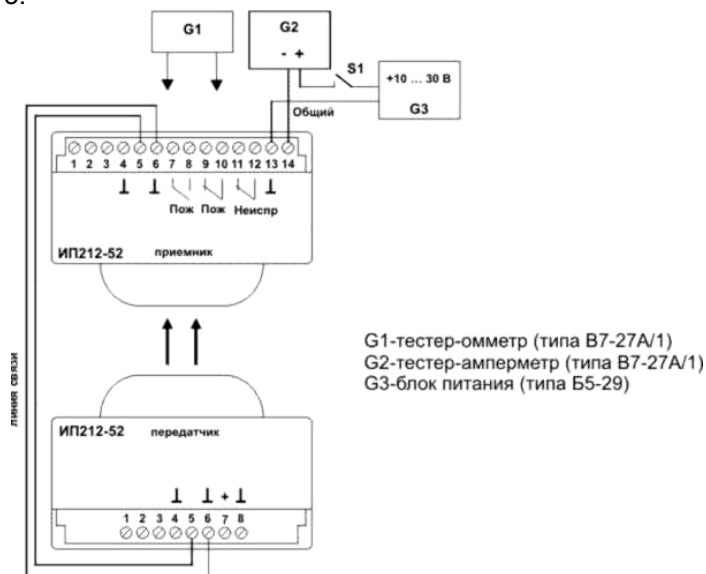 G1
G2
- +
S1
+10 ... 30 В
G3
Общий
1 2 3 4 5 6 7 8 9 10 11 12 13 14
Пож Пож Неиспр
ИП212-52 приемник
G1-тестер-омметр (типа В7-27А/1)
G2-тестер-амперметр (типа В7-27А/1)
G3-блок питания (типа Б5-29)
линия связи
ИП212-52 передатчик
+
1 2 3 4 5 6 7 8